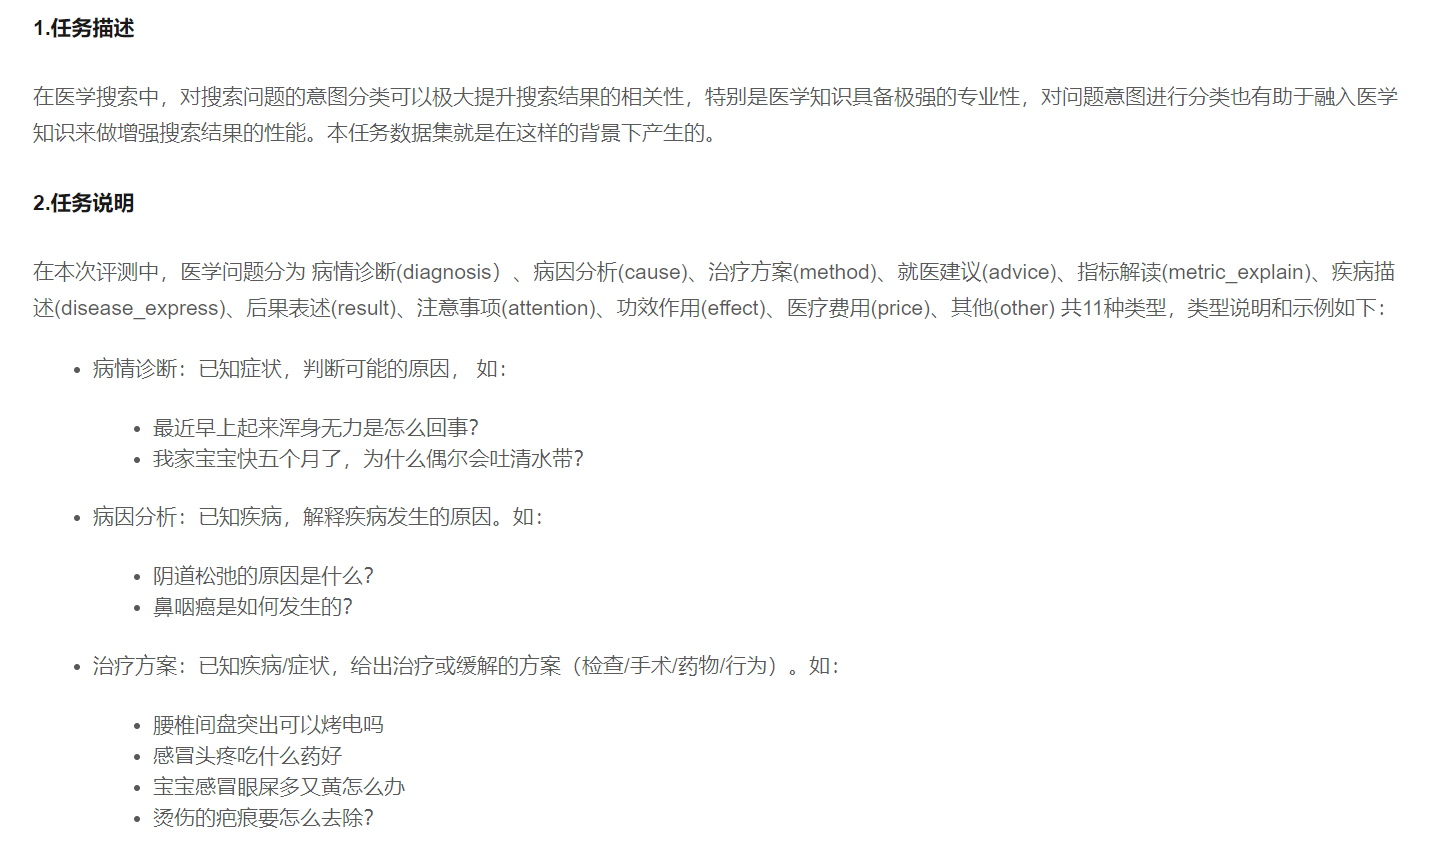 1.任务描述
在医学搜索中，对搜索问题的意图分类可以极大提升搜索结果的相关性，特别是医学知识具备极强的专业性，对问题意图进行分类也有助于融入医学
知识来做增强搜索结果的性能。本任务数据集就是在这样的背景下产生的。
2.任务说明
在本次评测中，医学问题分为 病情诊断(diagnosis）、病因分析(cause)、治疗方案(method)、就医建议(advice)、指标解读(metric_explain)、疾病描
述(disease_express)、后果表述(result)、注意事项(attention)、功效作用(effect)、医疗费用(price)、其他(other) 共11种类型，类型说明和示例如下：
• 病情诊断：已知症状，判断可能的原因， 如：
• 最近早上起来浑身无力是怎么回事？
• 我家宝宝快五个月了，为什么偶尔会吐清水带？
• 病因分析：已知疾病，解释疾病发生的原因。如：
• 阴道松弛的原因是什么？
• 鼻咽癌是如何发生的？
• 治疗方案：已知疾病/症状，给出治疗或缓解的方案（检查/手术/药物/行为）。如：
• 腰椎间盘突出可以烤电吗
• 感冒头疼吃什么药好
• 宝宝感冒眼屎多又黄怎么办
• 烫伤的疤痕要怎么去除？